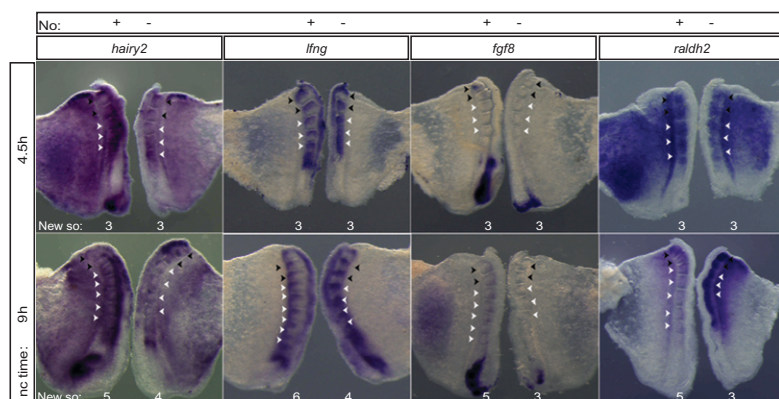 No: + - + - + - + -
hairy2 lfng fgf8 raldh2
4.5h
New so: 3 3 3 3 3 3 3 3
9h
nc time:
New so: 5 4 6 4 5 3 5 3